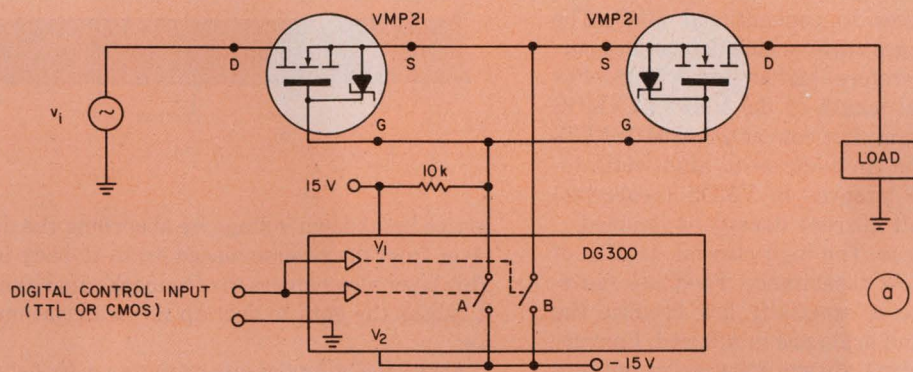 VMP21
VMP21
D
S
S
D
vi
G
G
LOAD
10k
15 V
V1
DG300
DIGITAL CONTROL INPUT
(TTL OR CMOS)
A
B
a
V2
- 15 V